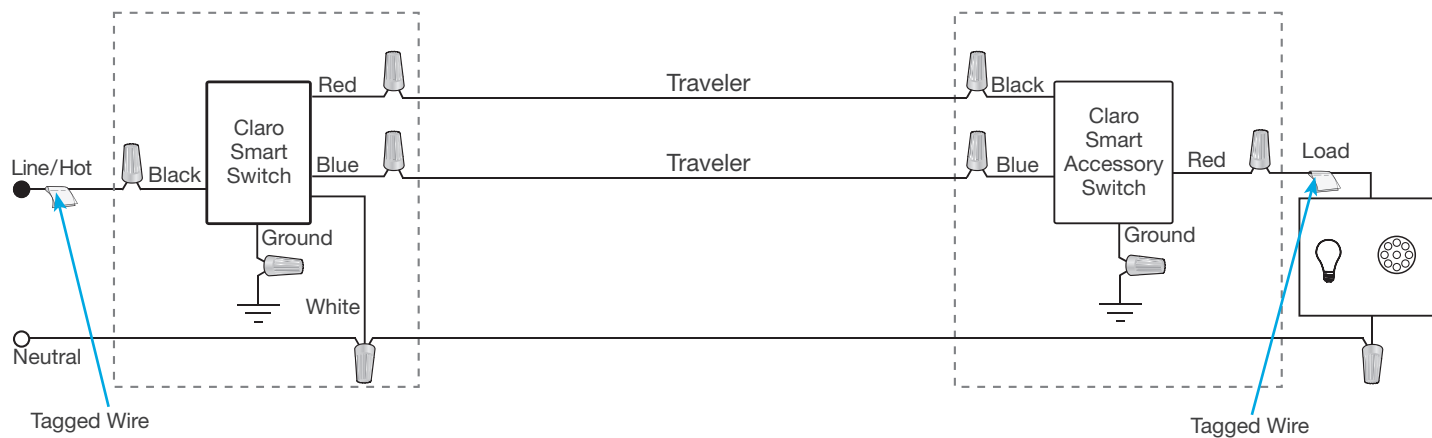 Red
Traveler
Black
Claro
Smart
Switch
Claro
Smart
Accessory
Switch
Line/Hot
Black
Blue
Traveler
Blue
Red
Load
Ground
Ground
White
Neutral
Tagged Wire
Tagged Wire